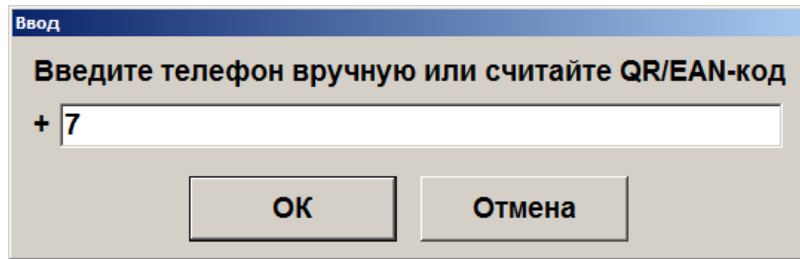 Ввод
Введите телефон вручную или считайте QR/EAN-код
+ 7
ОК Отмена